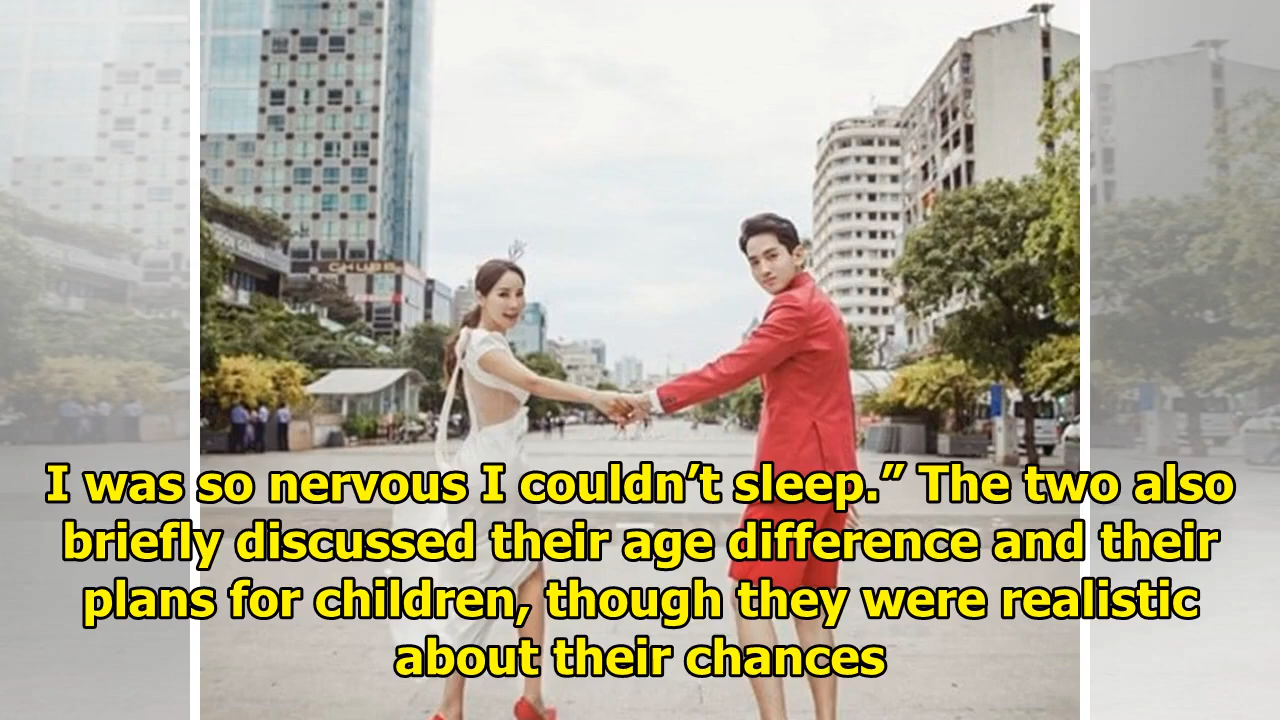 CHUBB
I was so nervous I couldn’t sleep.” The two also
briefly discussed their age difference and their
plans for children, though they were realistic
about their chances